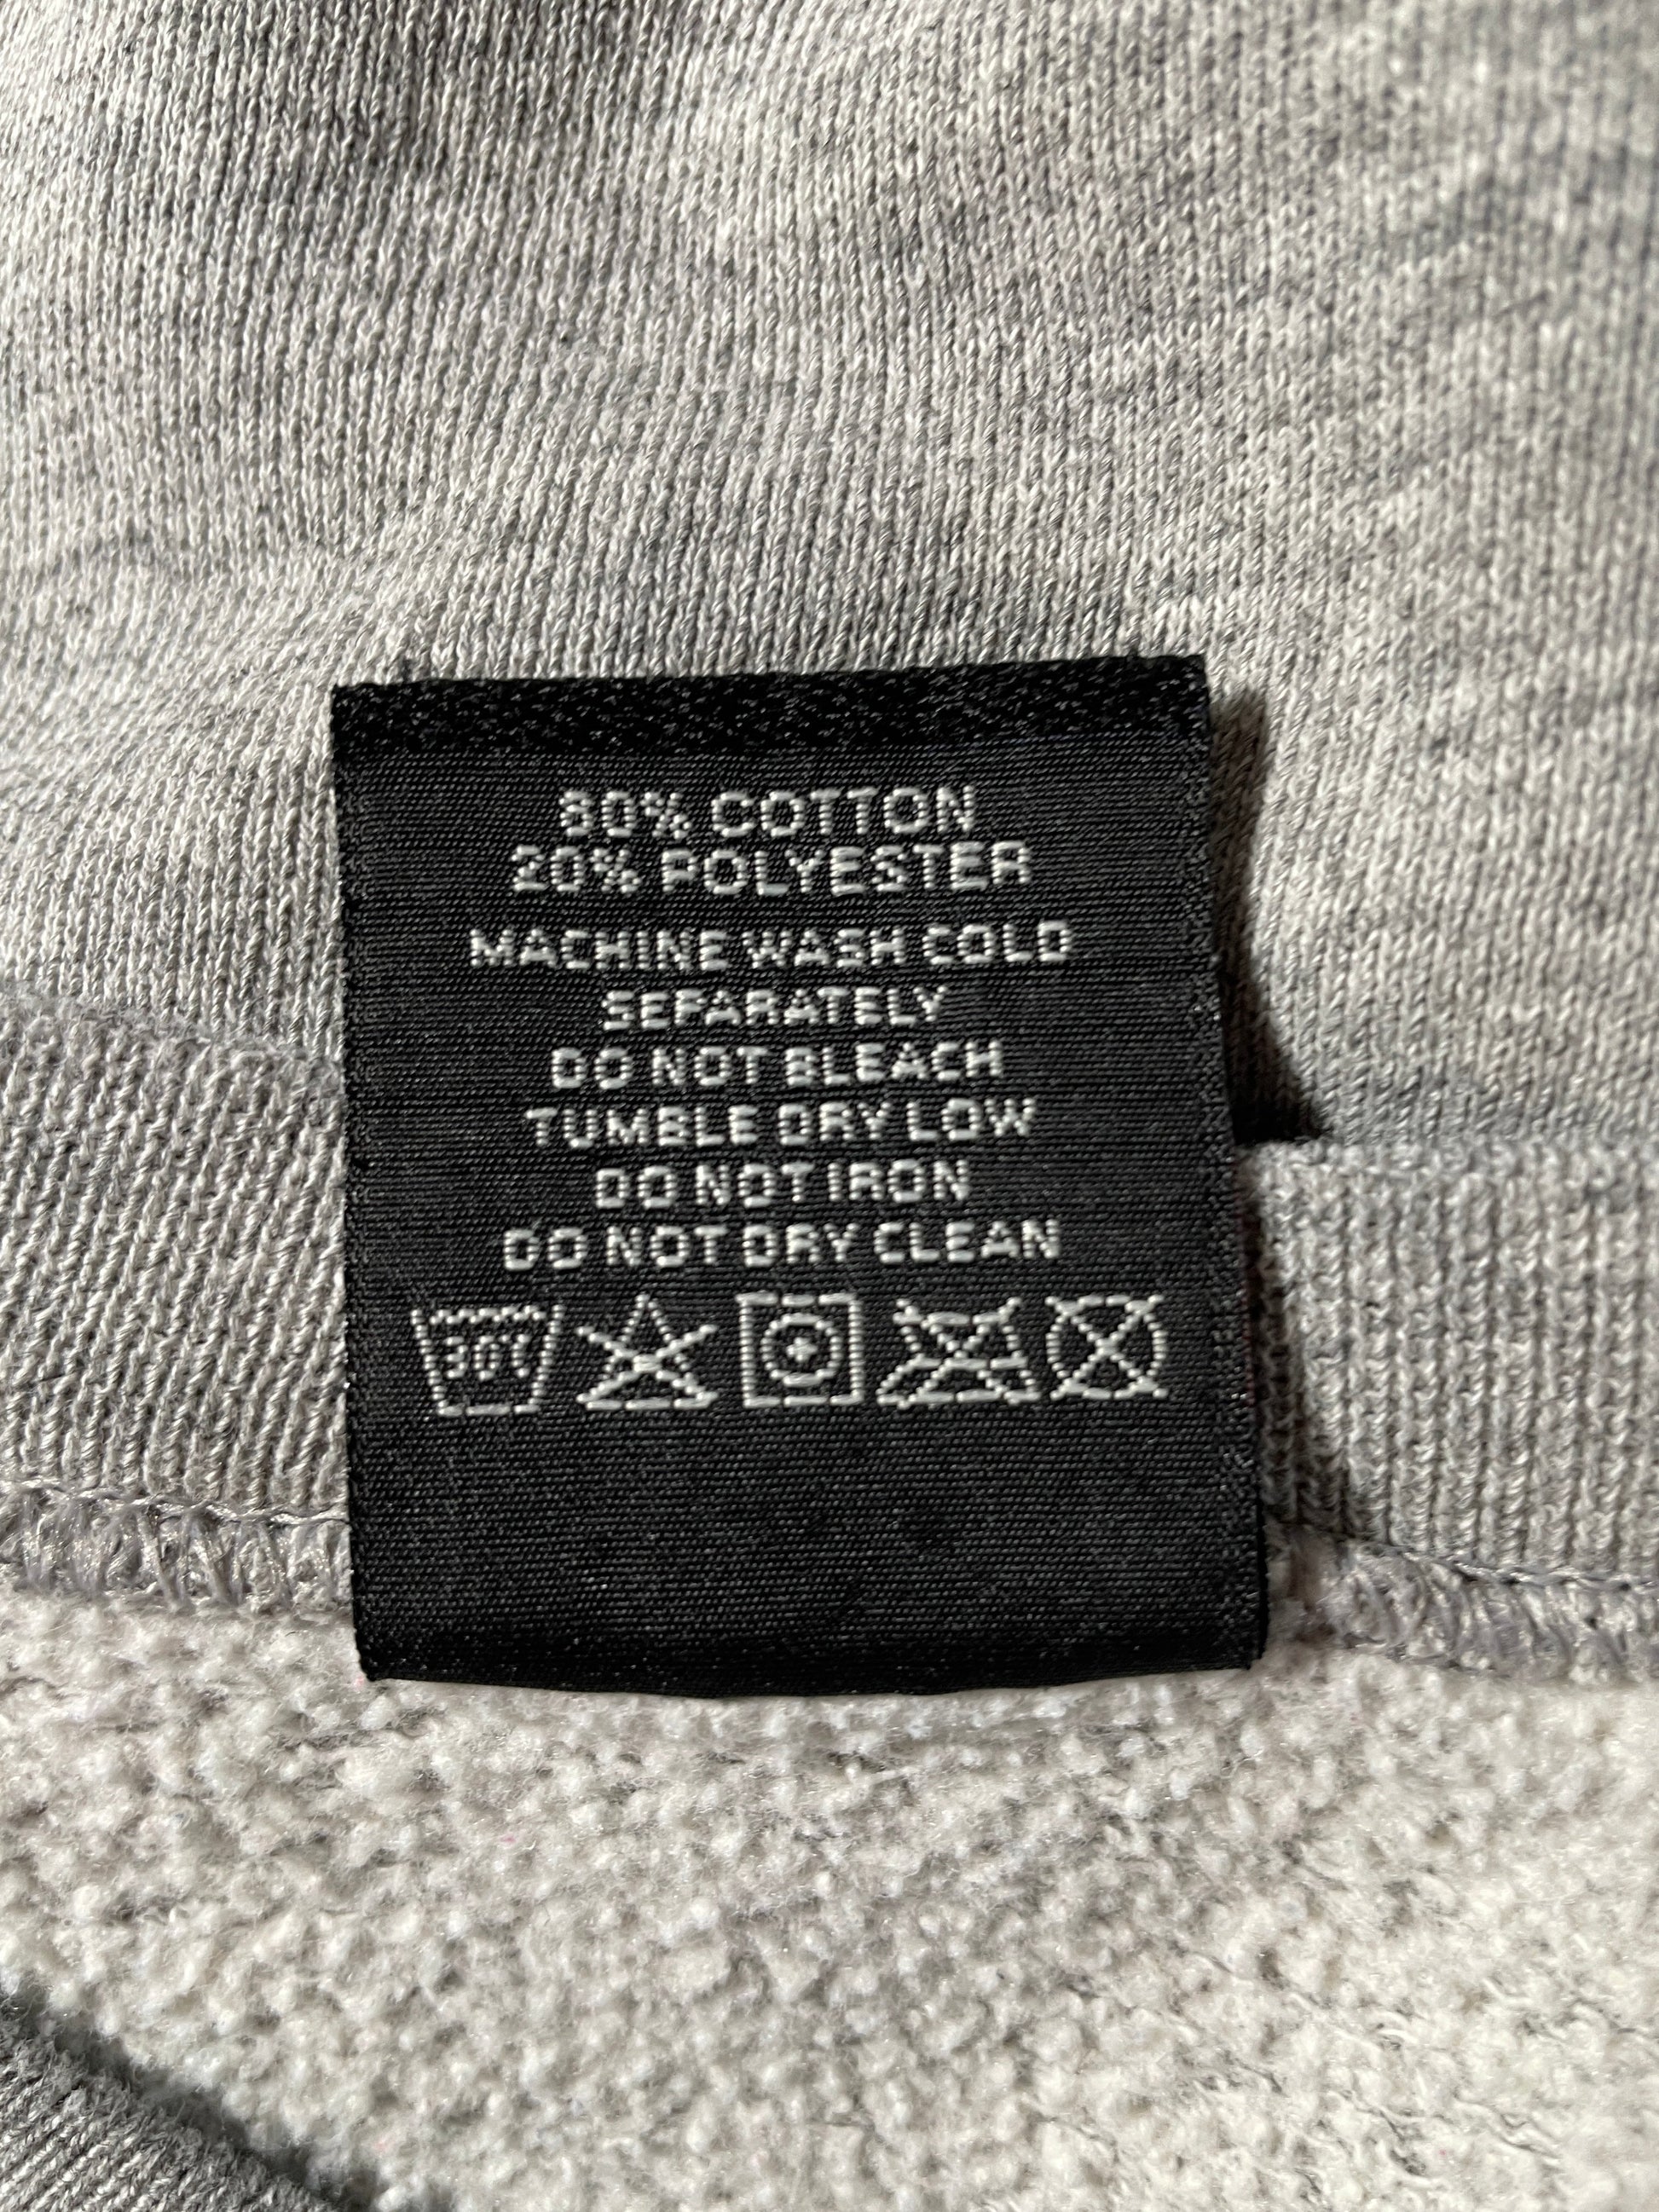 80% COTTON
20% POLYESTER
MACHINE WASH COLD
SEPARATELY
DO NOT BLEACH
TUMBLE DRY LOW
DO NOT IRON
DO NOT DRY CLEAN
30°C